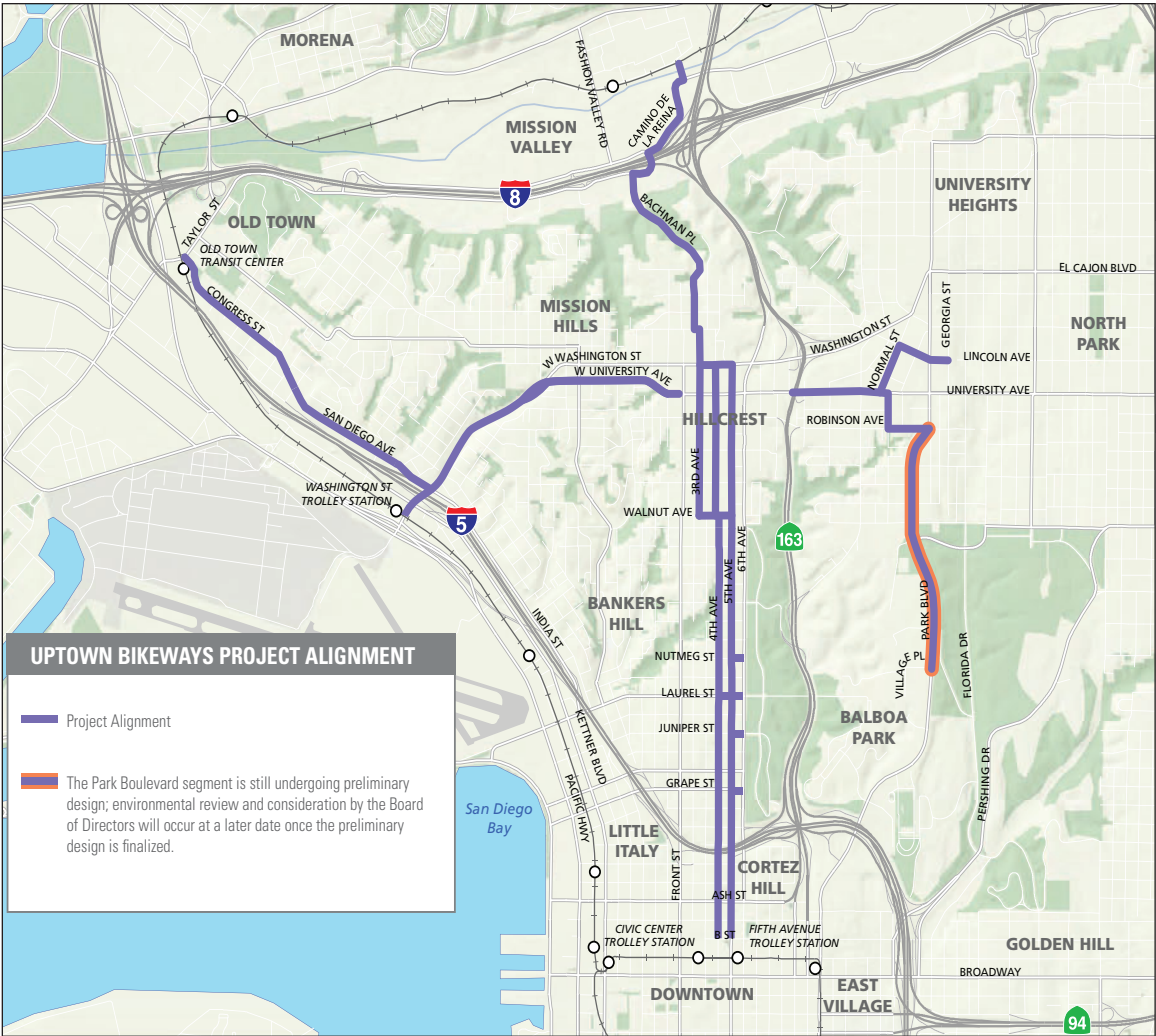 MORENA
FASHION VALLEY RD
CAMINO DE
LA REINA
MISSION
VALLEY
UNIVERSITY
HEIGHTS
8
TAYLOR ST
OLD TOWN
OLD TOWN
TRANSIT CENTER
BACHMAN PL
EL CAJON BLVD
CONGRESS ST
MISSION
HILLS
GEORGIA ST
NORTH
PARK
WASHINGTON ST
NORMAL ST
W WASHINGTON ST
W UNIVERSITY AVE
LINCOLN AVE
UNIVERSITY AVE
HILLCREST
ROBINSON AVE
SAN DIEGO AVE
3RD AVE
WASHINGTON ST
TROLLEY STATION
5
WALNUT AVE
6TH AVE
163
5TH AVE
4TH AVE
BANKERS
HILL
INDIA ST
PARK BLVD
FLORIDA DR
VILLAGE PL
NUTMEG ST
LAUREL ST
JUNIPER ST
GRAPE ST
BALBOA
PARK
PERSHING DR
KETTNER BLVD
PACIFIC HWY
UPTOWN BIKEWAYS PROJECT ALIGNMENT
Project Alignment
The Park Boulevard segment is still undergoing preliminary
design; environmental review and consideration by the Board
of Directors will occur at a later date once the preliminary
design is finalized.
San Diego
Bay
LITTLE
ITALY
FRONT ST
CORTEZ
HILL
ASH ST
B ST
CIVIC CENTER
TROLLEY STATION
FIFTH AVENUE
TROLLEY STATION
GOLDEN HILL
BROADWAY
DOWNTOWN
EAST
VILLAGE
94